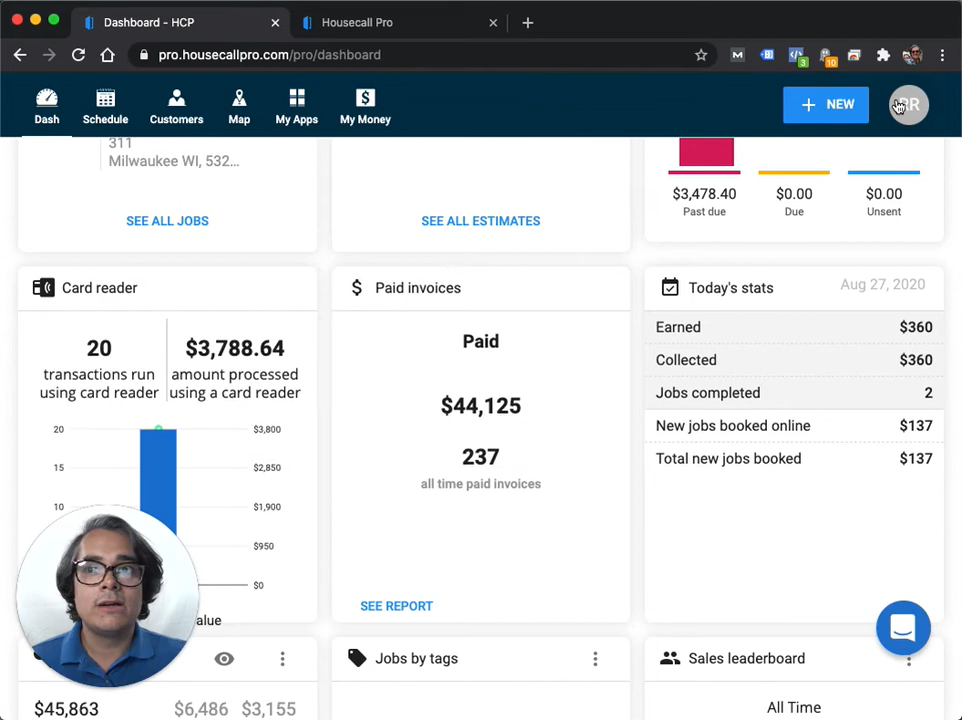 Dashboard - HCP
Housecall Pro
pro.housecallpro.com/pro/dashboard
3
10
Dash
Schedule
Customers
Map
My Apps
My Money
+ NEW
311
Milwaukee WI, 532...
SEE ALL JOBS
SEE ALL ESTIMATES
$3,478.40
Past due
$0.00
Due
$0.00
Unsent
Card reader
20
transactions run
using card reader
$3,788.64
amount processed
using a card reader
20
15
10
$3,800
$2,850
$1,900
$950
$0
$ Paid invoices
Paid
$44,125
237
all time paid invoices
SEE REPORT
Today's stats
Aug 27, 2020
Earned $360
Collected $360
Jobs completed 2
New jobs booked online $137
Total new jobs booked $137
$45,863
$6,486
$3,155
Jobs by tags
Sales leaderboard
All Time